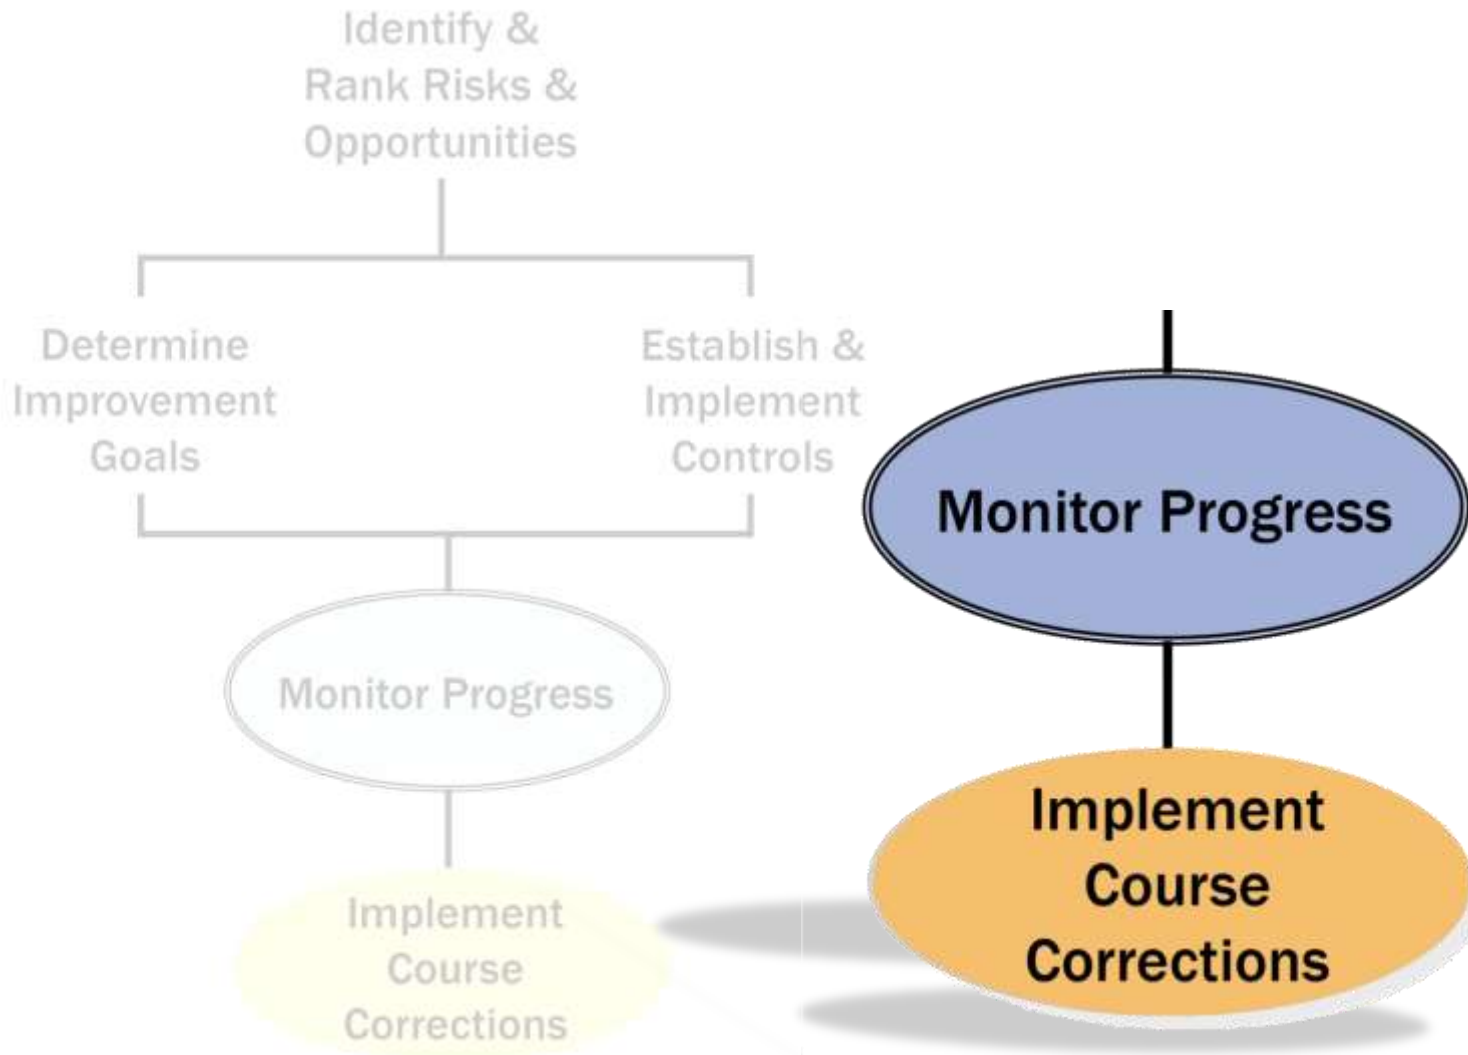 Identify &
Rank Risks &
Opportunities
Determine
Improvement
Goals
Establish &
Implement
Controls
Monitor Progress
Implement
Course
Corrections
Monitor Progress
Implement
Course
Corrections